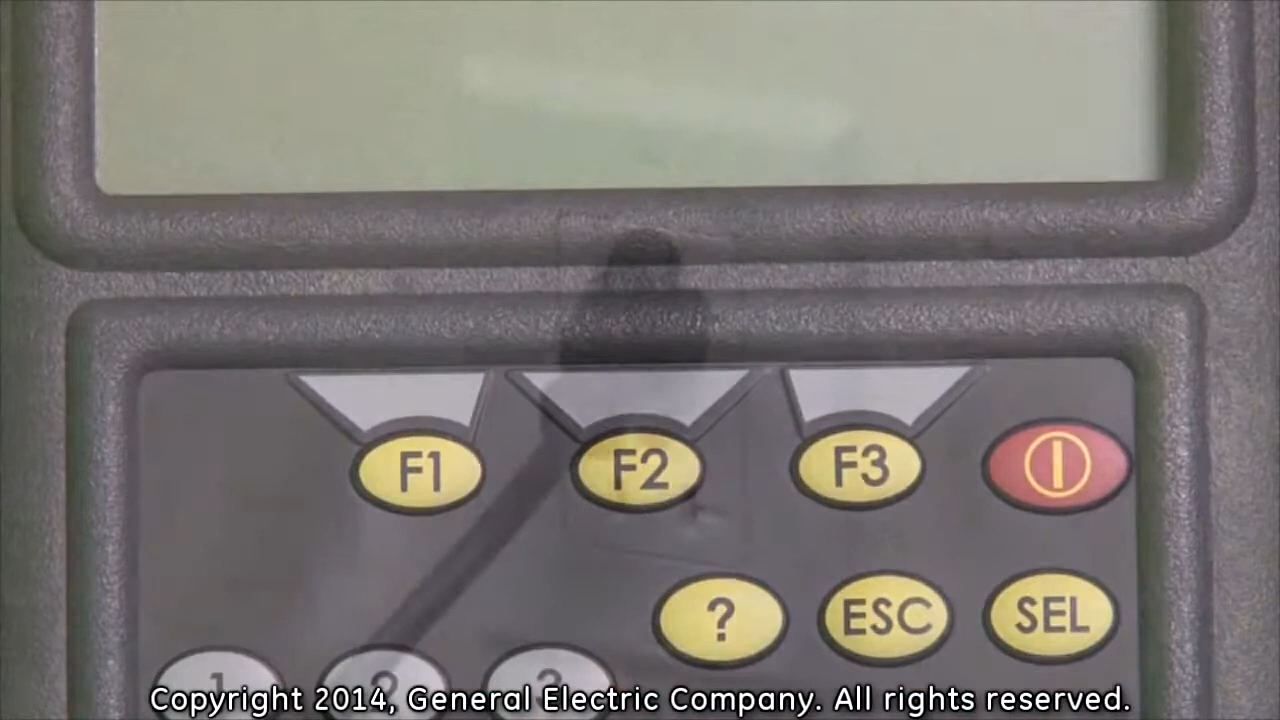 F1 F2 F3
? ESC SEL
1 2 3
Copyright 2014, General Electric Company. All rights reserved.